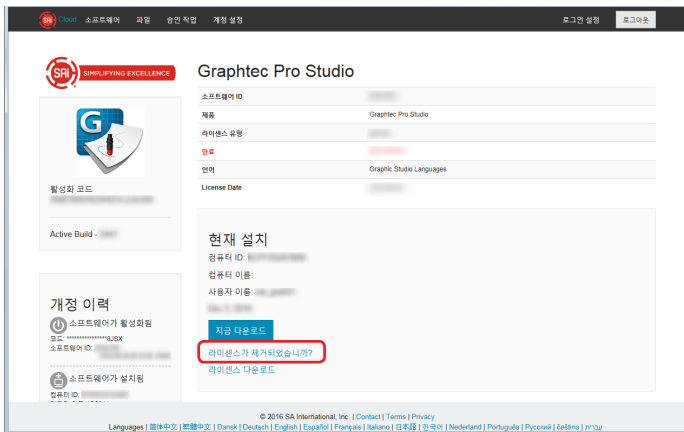 SAi Cloud 소프트웨어 파일 승인 작업 계정 설정 로그인 설정 로그아웃
SAi SIMPLIFYING EXCELLENCE
Graphtec Pro Studio
소프트웨어 ID
제품 Graphtec Pro Studio
라이센스 유형
만료
언어 Graphic Studio Languages
License Date
활성화 코드
Active Build -
현재 설치
컴퓨터 ID:
컴퓨터 이름:
사용자 이름:
지금 다운로드
라이센스가 제거되었습니까?
라이센스 다운로드
개정 이력
소프트웨어가 활성화됨
코드: ***************8JSX
소프트웨어 ID:
소프트웨어가 설치됨
컴퓨터 ID:
© 2016 SA International, Inc. | Contact | Terms | Privacy
Languages | 简体中文 | 繁體中文 | Dansk | Deutsch | English | Español | Français | Italiano | 日本語 | 한국어 | Nederland | Português | Русский | čeština | עברית